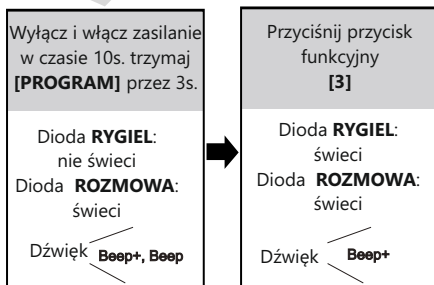 Wyłącz i włącz zasilanie
w czasie 10s. trzymaj
[PROGRAM] przez 3s.
Dioda RYGIEL:
nie świeci
Dioda ROZMOWA:
świeci
Dźwięk Beep+, Beep
Przyciśnij przycisk
funkcyjny
[3]
Dioda RYGIEL:
świeci
Dioda ROZMOWA:
świeci
Dźwięk Beep+